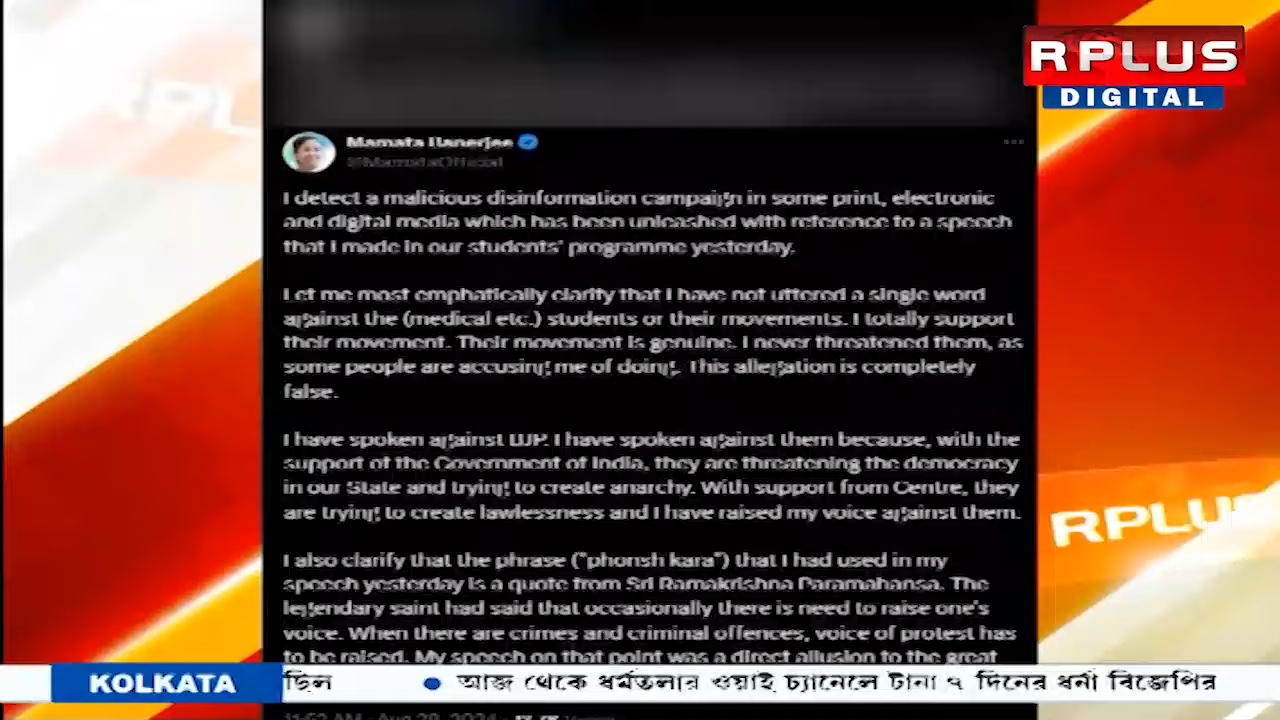 RPLUS
DIGITAL
Mamata Banerjee
@MamataOfficial
I detect a malicious disinformation campaign in some print, electronic
and digital media which has been unleashed with reference to a speech
that I made in our students' programme yesterday.
Let me most emphatically clarify that I have not uttered a single word
against the (medical etc.) students or their movements. I totally support
their movement. Their movement is genuine. I never threatened them, as
some people are accusing me of doing. This allegation is completely
false.
I have spoken against BJP. I have spoken against them because, with the
support of the Government of India, they are threatening the democracy
in our State and trying to create anarchy. With support from Centre, they
are trying to create lawlessness and I have raised my voice against them.
I also clarify that the phrase ("phonsh kara") that I had used in my
speech yesterday is a quote from Sri Ramakrishna Paramahansa. The
legendary saint had said that occasionally there is need to raise one's
voice. When there are crimes and criminal offences, voice of protest has
to be raised. My speech on that point was a direct allusion to the great
RPLU
KOLKATA
ছিল ● আজ থেকে ধর্মতলার ওয়াই চ্যানেলে টানা ৭ দিনের ধর্না বিজেপির